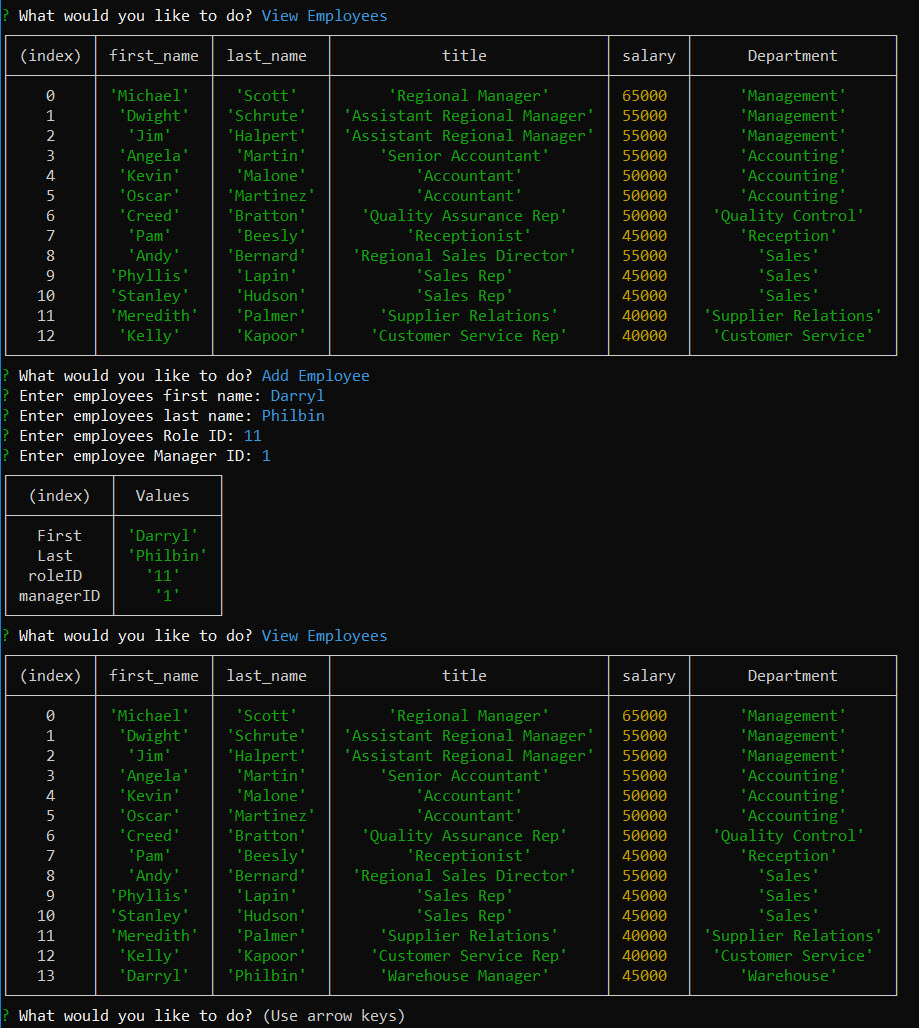 ? What would you like to do? View Employees
(index) first_name last_name title salary Department
0 'Michael' 'Scott' 'Regional Manager' 65000 'Management'
1 'Dwight' 'Schrute' 'Assistant Regional Manager' 55000 'Management'
2 'Jim' 'Halpert' 'Assistant Regional Manager' 55000 'Management'
3 'Angela' 'Martin' 'Senior Accountant' 55000 'Accounting'
4 'Kevin' 'Malone' 'Accountant' 50000 'Accounting'
5 'Oscar' 'Martinez' 'Accountant' 50000 'Accounting'
6 'Creed' 'Bratton' 'Quality Assurance Rep' 50000 'Quality Control'
7 'Pam' 'Beesly' 'Receptionist' 45000 'Reception'
8 'Andy' 'Bernard' 'Regional Sales Director' 55000 'Sales'
9 'Phyllis' 'Lapin' 'Sales Rep' 45000 'Sales'
10 'Stanley' 'Hudson' 'Sales Rep' 45000 'Sales'
11 'Meredith' 'Palmer' 'Supplier Relations' 40000 'Supplier Relations'
12 'Kelly' 'Kapoor' 'Customer Service Rep' 40000 'Customer Service'
? What would you like to do? Add Employee
? Enter employees first name: Darryl
? Enter employees last name: Philbin
? Enter employees Role ID: 11
? Enter employee Manager ID: 1
(index) Values
First 'Darryl'
Last 'Philbin'
roleID '11'
managerID '1'
? What would you like to do? View Employees
(index) first_name last_name title salary Department
0 'Michael' 'Scott' 'Regional Manager' 65000 'Management'
1 'Dwight' 'Schrute' 'Assistant Regional Manager' 55000 'Management'
2 'Jim' 'Halpert' 'Assistant Regional Manager' 55000 'Management'
3 'Angela' 'Martin' 'Senior Accountant' 55000 'Accounting'
4 'Kevin' 'Malone' 'Accountant' 50000 'Accounting'
5 'Oscar' 'Martinez' 'Accountant' 50000 'Accounting'
6 'Creed' 'Bratton' 'Quality Assurance Rep' 50000 'Quality Control'
7 'Pam' 'Beesly' 'Receptionist' 45000 'Reception'
8 'Andy' 'Bernard' 'Regional Sales Director' 55000 'Sales'
9 'Phyllis' 'Lapin' 'Sales Rep' 45000 'Sales'
10 'Stanley' 'Hudson' 'Sales Rep' 45000 'Sales'
11 'Meredith' 'Palmer' 'Supplier Relations' 40000 'Supplier Relations'
12 'Kelly' 'Kapoor' 'Customer Service Rep' 40000 'Customer Service'
13 'Darryl' 'Philbin' 'Warehouse Manager' 45000 'Warehouse'
? What would you like to do? (Use arrow keys)